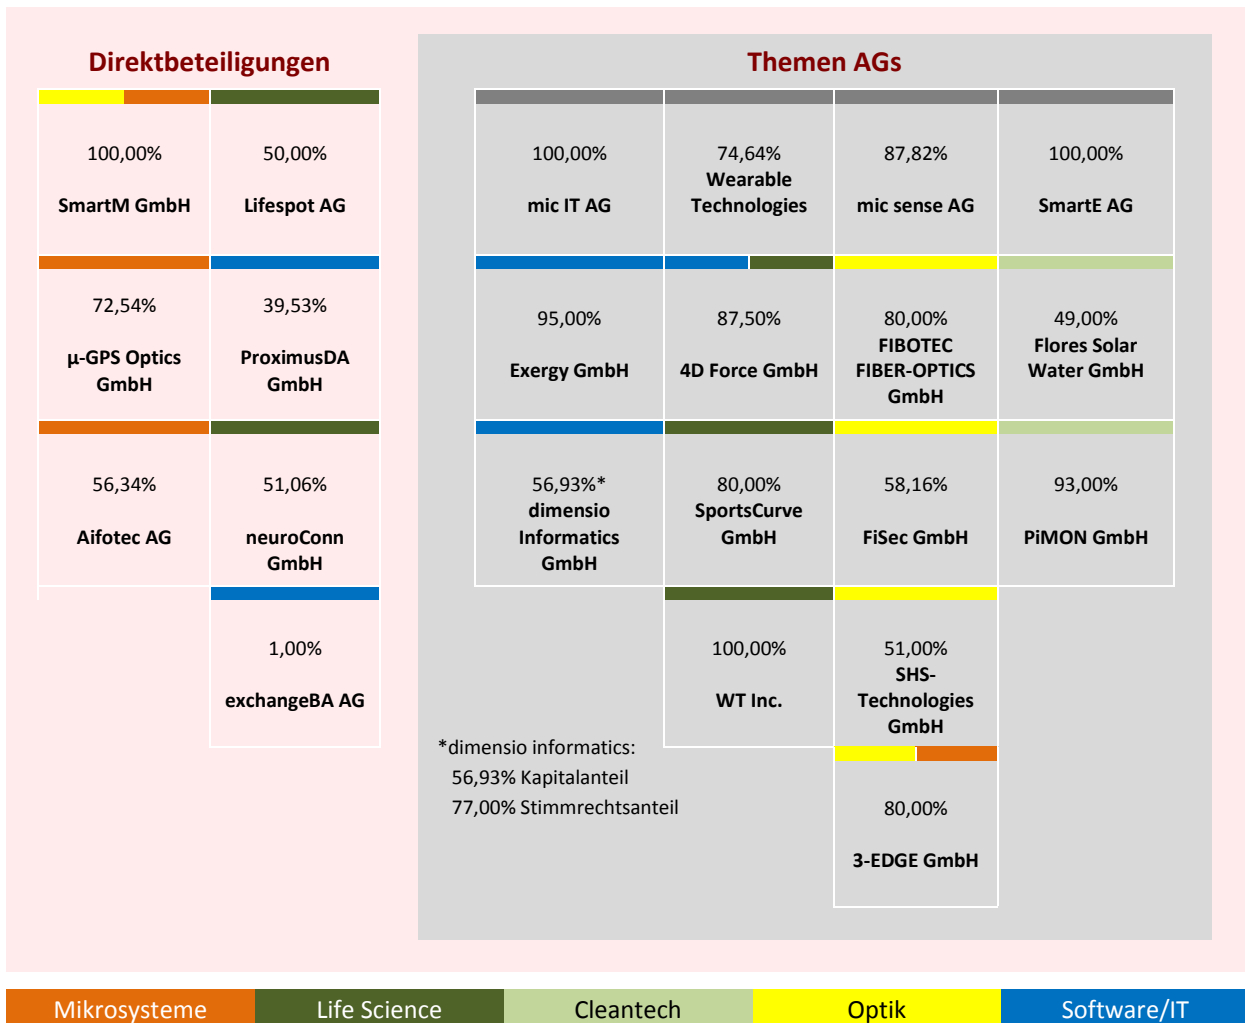 Direktbeteiligungen
100,00%
SmartM GmbH
50,00%
Lifespot AG
72,54%
µ-GPS Optics
GmbH
39,53%
ProximusDA
GmbH
56,34%
Aifotec AG
51,06%
neuroConn
GmbH
1,00%
exchangeBA AG
Themen AGs
100,00%
mic IT AG
74,64%
Wearable
Technologies
87,82%
mic sense AG
100,00%
SmartE AG
95,00%
Exergy GmbH
87,50%
4D Force GmbH
80,00%
FIBOTEC
FIBER-OPTICS
GmbH
49,00%
Flores Solar
Water GmbH
56,93%*
dimensio
Informatics
GmbH
80,00%
SportsCurve
GmbH
58,16%
FiSec GmbH
93,00%
PiMON GmbH
100,00%
WT Inc.
51,00%
SHS-
Technologies
GmbH
80,00%
3-EDGE GmbH
*dimensio informatics:
56,93% Kapitalanteil
77,00% Stimmrechtsanteil
Mikrosysteme
Life Science
Cleantech
Optik
Software/IT